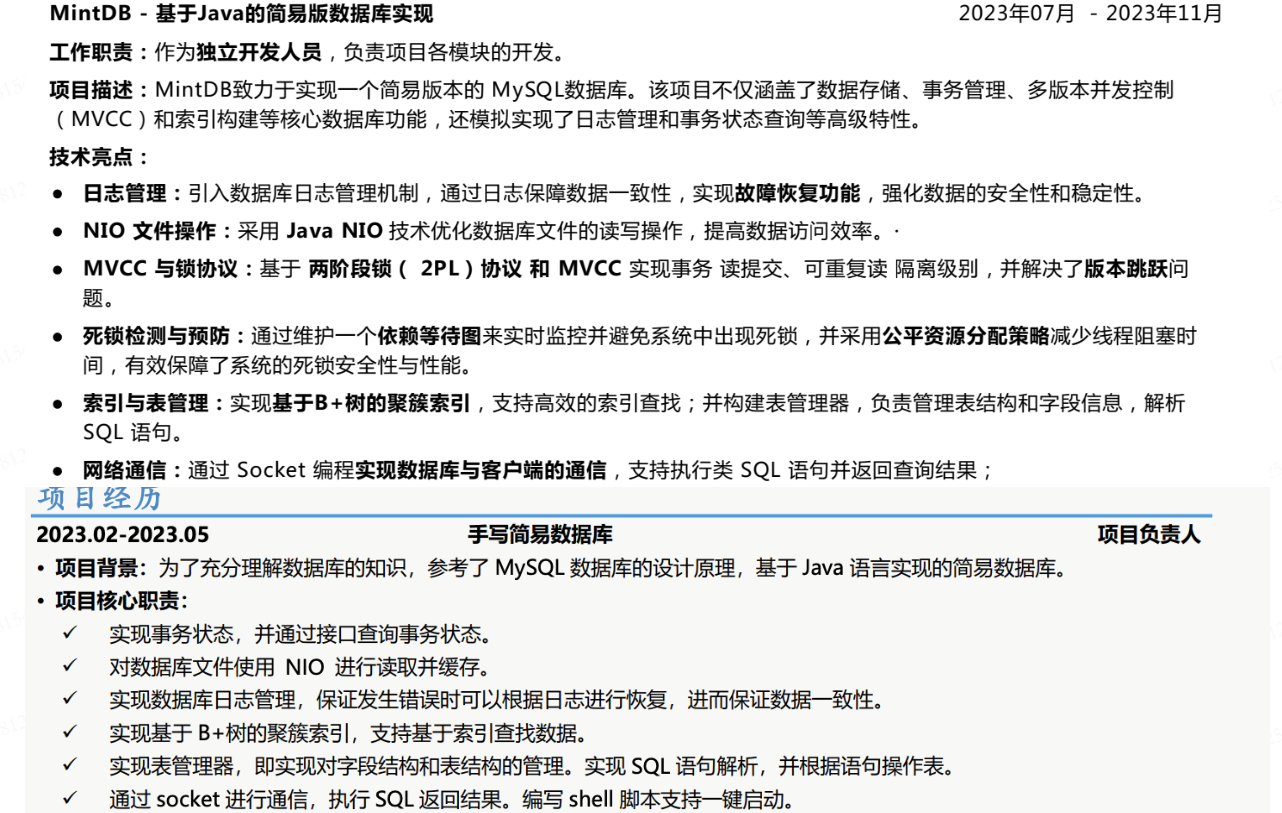 MintDB - 基于Java的简易版数据库实现 2023年07月 - 2023年11月
工作职责：作为独立开发人员，负责项目各模块的开发。
项目描述：MintDB致力于实现一个简易版本的 MySQL数据库。该项目不仅涵盖了数据存储、事务管理、多版本并发控制
（MVCC）和索引构建等核心数据库功能，还模拟实现了日志管理和事务状态查询等高级特性。
技术亮点：
● 日志管理：引入数据库日志管理机制，通过日志保障数据一致性，实现故障恢复功能，强化数据的安全性和稳定性。
● NIO 文件操作：采用 Java NIO 技术优化数据库文件的读写操作，提高数据访问效率。·
● MVCC 与锁协议：基于 两阶段锁（ 2PL）协议 和 MVCC 实现事务 读提交、可重复读 隔离级别，并解决了版本跳跃问
题。
● 死锁检测与预防：通过维护一个依赖等待图来实时监控并避免系统中出现死锁，并采用公平资源分配策略减少线程阻塞时
间，有效保障了系统的死锁安全性与性能。
● 索引与表管理：实现基于B+树的聚簇索引，支持高效的索引查找；并构建表管理器，负责管理表结构和字段信息，解析
SQL 语句。
● 网络通信：通过 Socket 编程实现数据库与客户端的通信，支持执行类 SQL 语句并返回查询结果；
项目经历
2023.02-2023.05 手写简易数据库 项目负责人
• 项目背景：为了充分理解数据库的知识，参考了 MySQL 数据库的设计原理，基于 Java 语言实现的简易数据库。
• 项目核心职责：
✓ 实现事务状态，并通过接口查询事务状态。
✓ 对数据库文件使用 NIO 进行读取并缓存。
✓ 实现数据库日志管理，保证发生错误时可以根据日志进行恢复，进而保证数据一致性。
✓ 实现基于 B+树的聚簇索引，支持基于索引查找数据。
✓ 实现表管理器，即实现对字段结构和表结构的管理。实现 SQL 语句解析，并根据语句操作表。
✓ 通过 socket 进行通信，执行 SQL 返回结果。编写 shell 脚本支持一键启动。